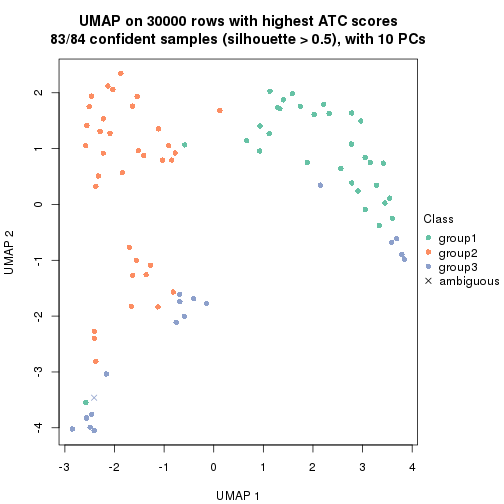 UMAP on 30000 rows with highest ATC scores
83/84 confident samples (silhouette > 0.5), with 10 PCs
2
1
0
-1
-2
-3
-4
UMAP 2
-3 -2 -1 0 1 2 3 4
UMAP 1
Class
group1
group2
group3
ambiguous